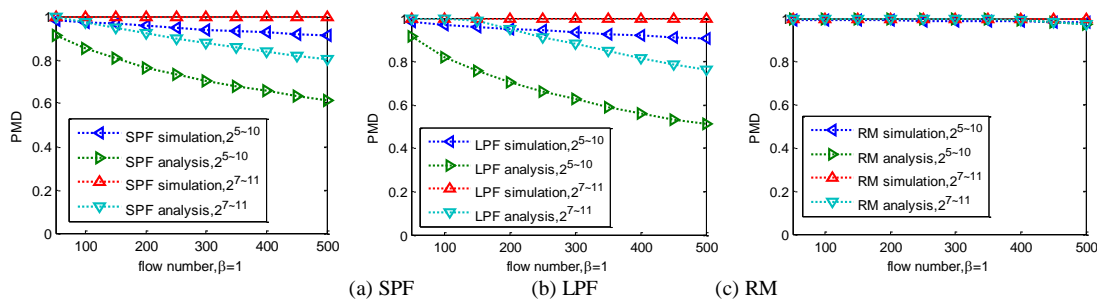 1
0.8
0.6
0.4
0.2
0
PMD
SPF simulation,2^5~10
SPF analysis,2^5~10
SPF simulation,2^7~11
SPF analysis,2^7~11
100 200 300 400 500
flow number,β=1
1
0.8
0.6
0.4
0.2
0
PMD
LPF simulation,2^5~10
LPF analysis,2^5~10
LPF simulation,2^7~11
LPF analysis,2^7~11
100 200 300 400 500
flow number,β=1
1
0.8
0.6
0.4
0.2
0
PMD
RM simulation,2^5~10
RM analysis,2^5~10
RM simulation,2^7~11
RM analysis,2^7~11
100 200 300 400 500
flow number,β=1
(a) SPF (b) LPF (c) RM